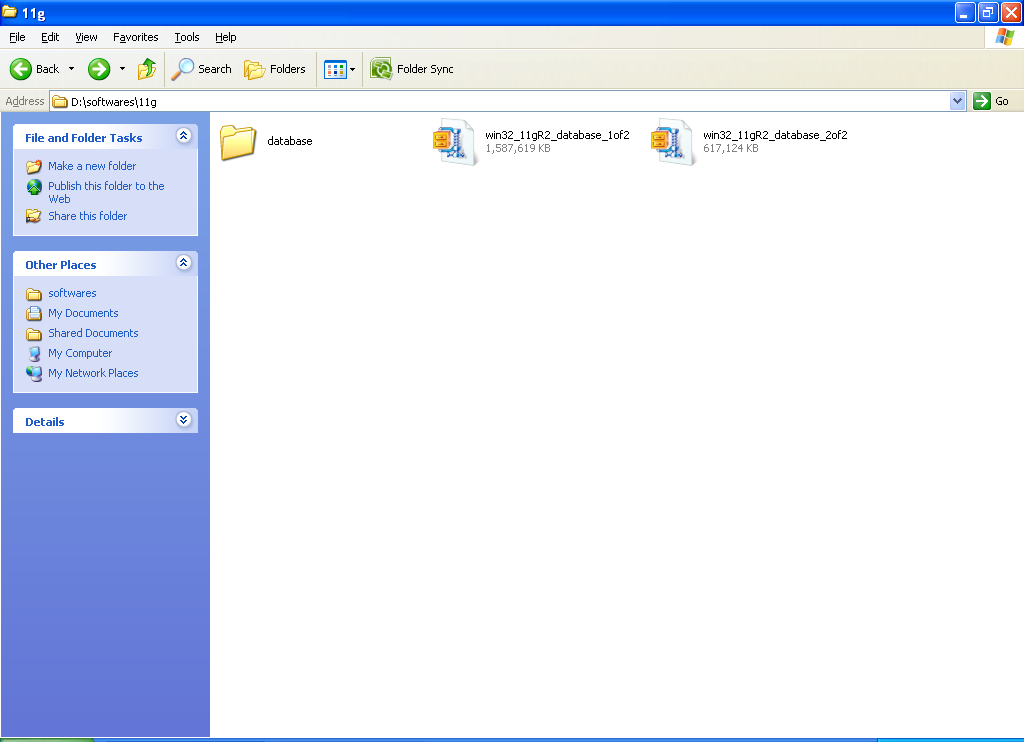 11g
File Edit View Favorites Tools Help
Back Search Folders Folder Sync
Address D:\softwares\11g Go
File and Folder Tasks
Make a new folder
Publish this folder to the
Web
Share this folder
Other Places
softwares
My Documents
Shared Documents
My Computer
My Network Places
Details
database
win32_11gR2_database_1of2
1,587,619 KB
win32_11gR2_database_2of2
617,124 KB